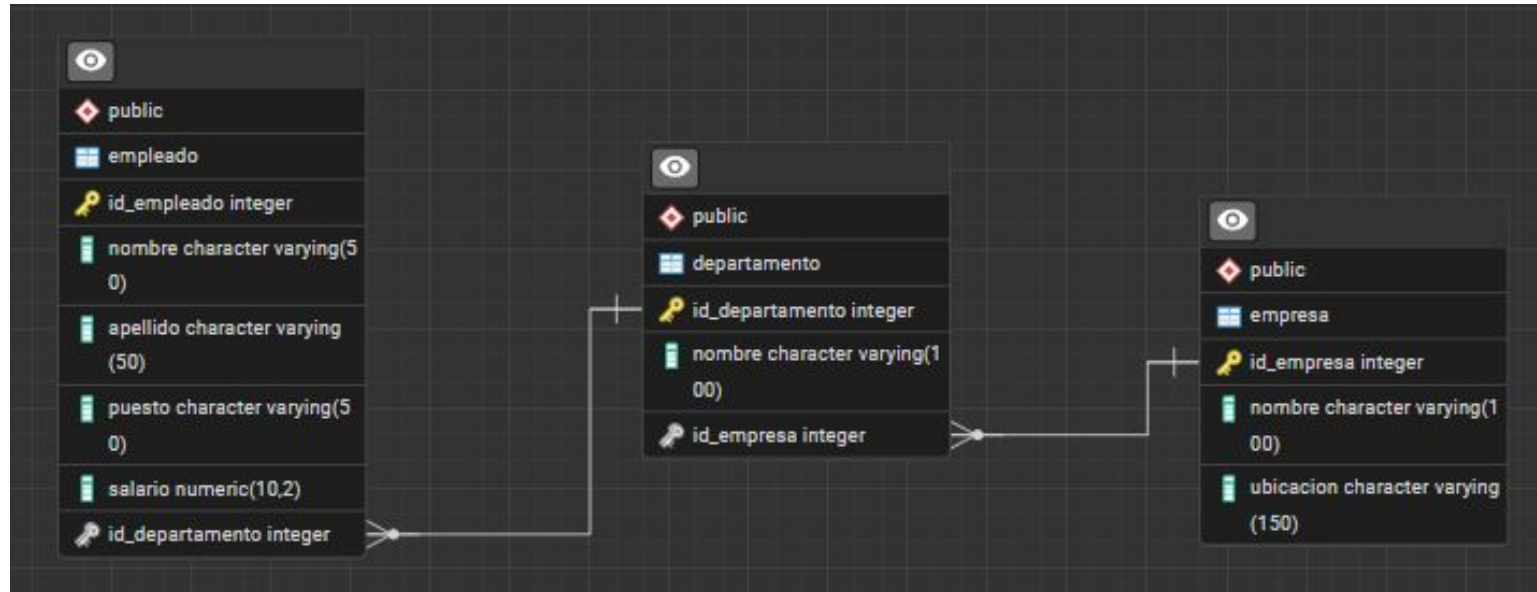 public
empleado
id_empleado integer
nombre character varying(5
0)
apellido character varying
(50)
puesto character varying(5
0)
salario numeric(10,2)
id_departamento integer
public
departamento
id_departamento integer
nombre character varying(1
00)
id_empresa integer
public
empresa
id_empresa integer
nombre character varying(1
00)
ubicacion character varying
(150)